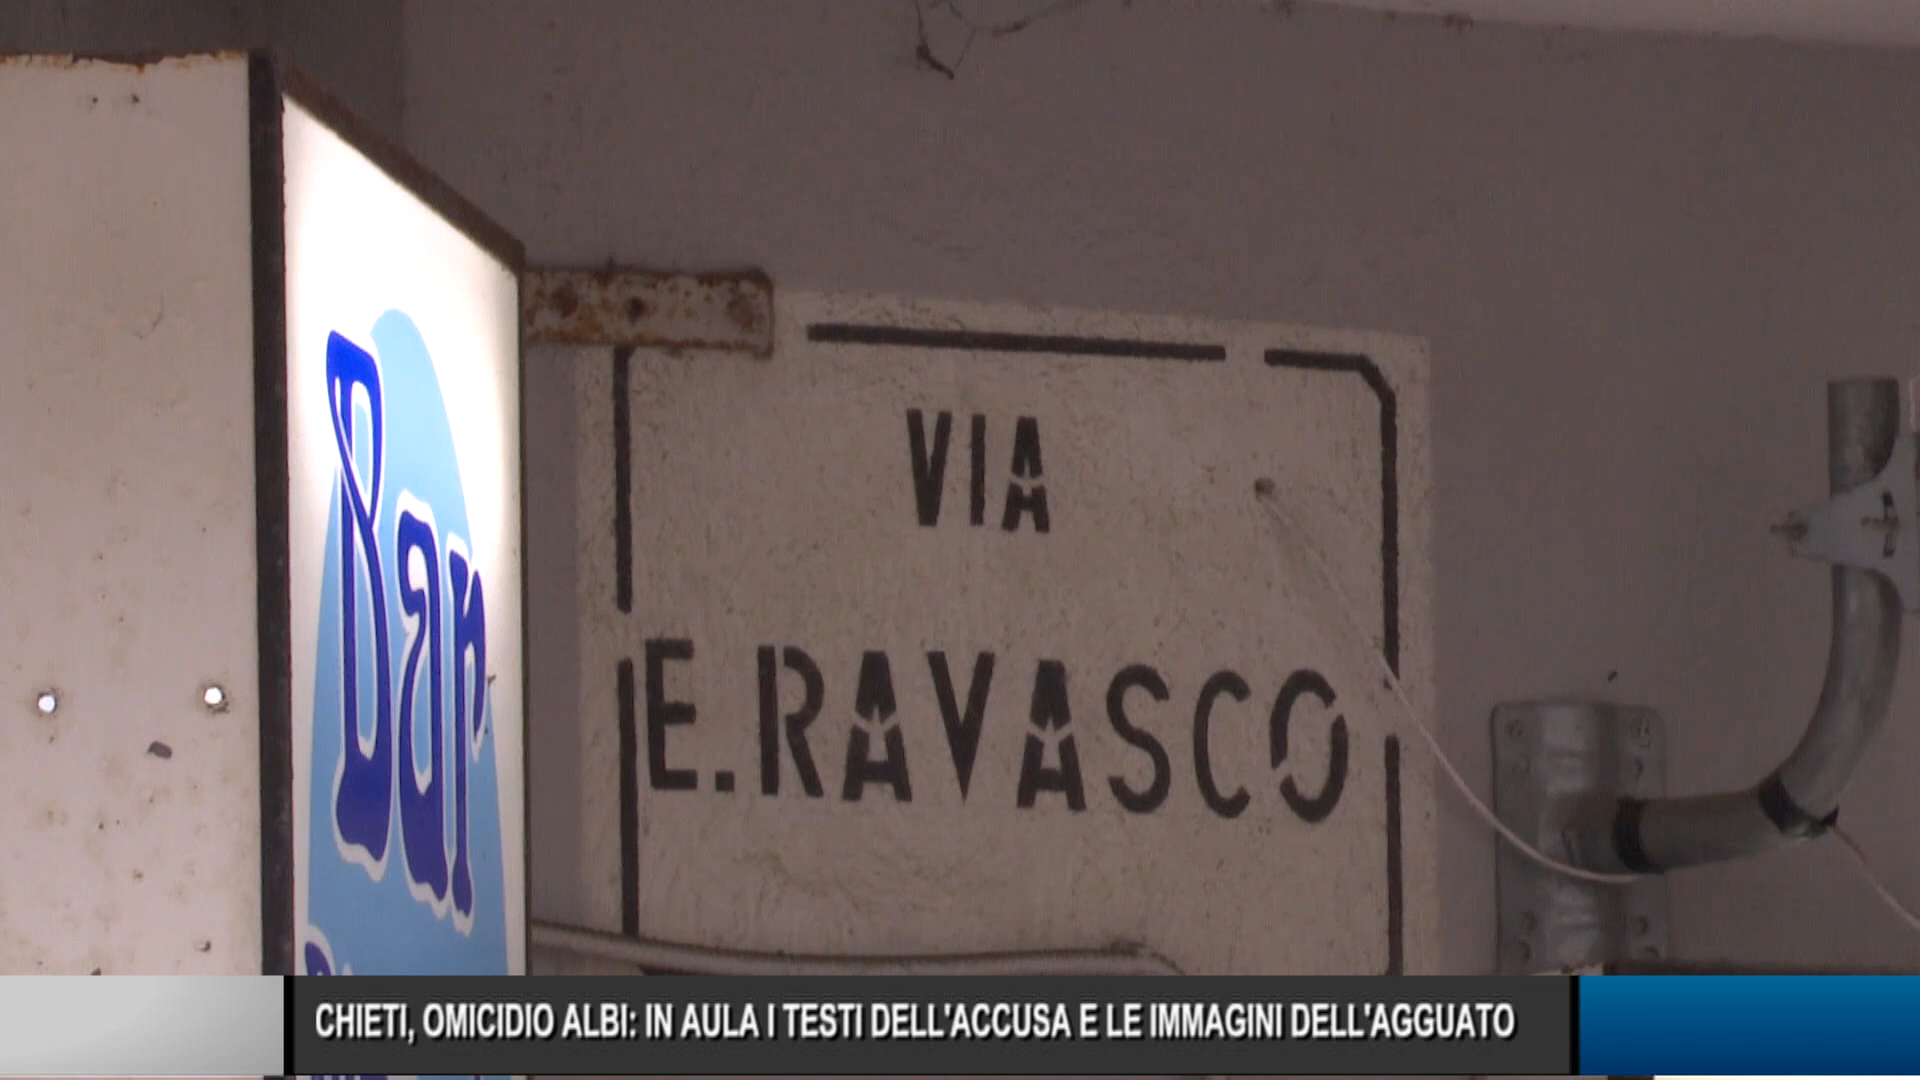 Bar
VIA
E.RAVASCO
CHIETI, OMICIDIO ALBI: IN AULA I TESTI DELL'ACCUSA E LE IMMAGINI DELL'AGGUATO